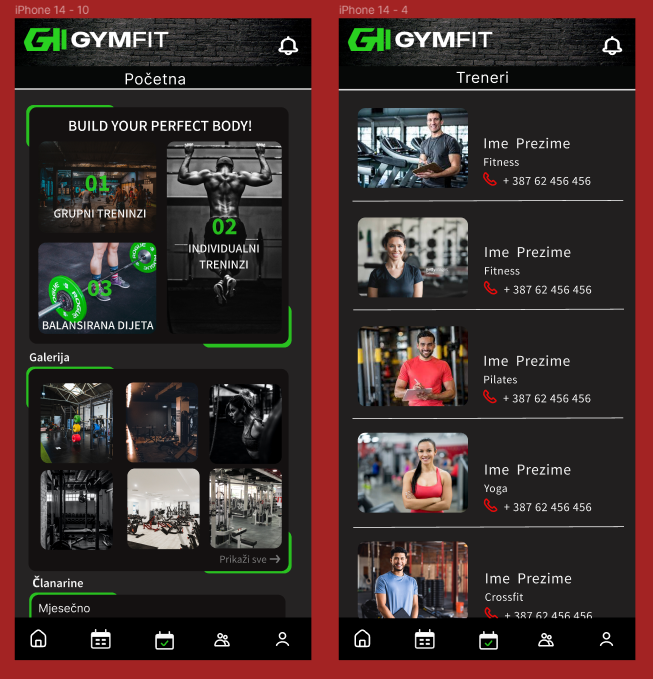 iPhone 14 - 10
GYMFIT
Početna
BUILD YOUR PERFECT BODY!
01
GRUPNI TRENINZI
02
INDIVIDUALNI
TRENINZI
03
BALANSIRANA DIJETA
Galerija
Prikaži sve
Članarine
Mjesečno
iPhone 14 - 4
GYMFIT
Treneri
Ime Prezime
Fitness
+ 387 62 456 456
Ime Prezime
Fitness
+ 387 62 456 456
Ime Prezime
Pilates
+ 387 62 456 456
Ime Prezime
Yoga
+ 387 62 456 456
Ime Prezime
Crossfit
+ 387 62 456 456